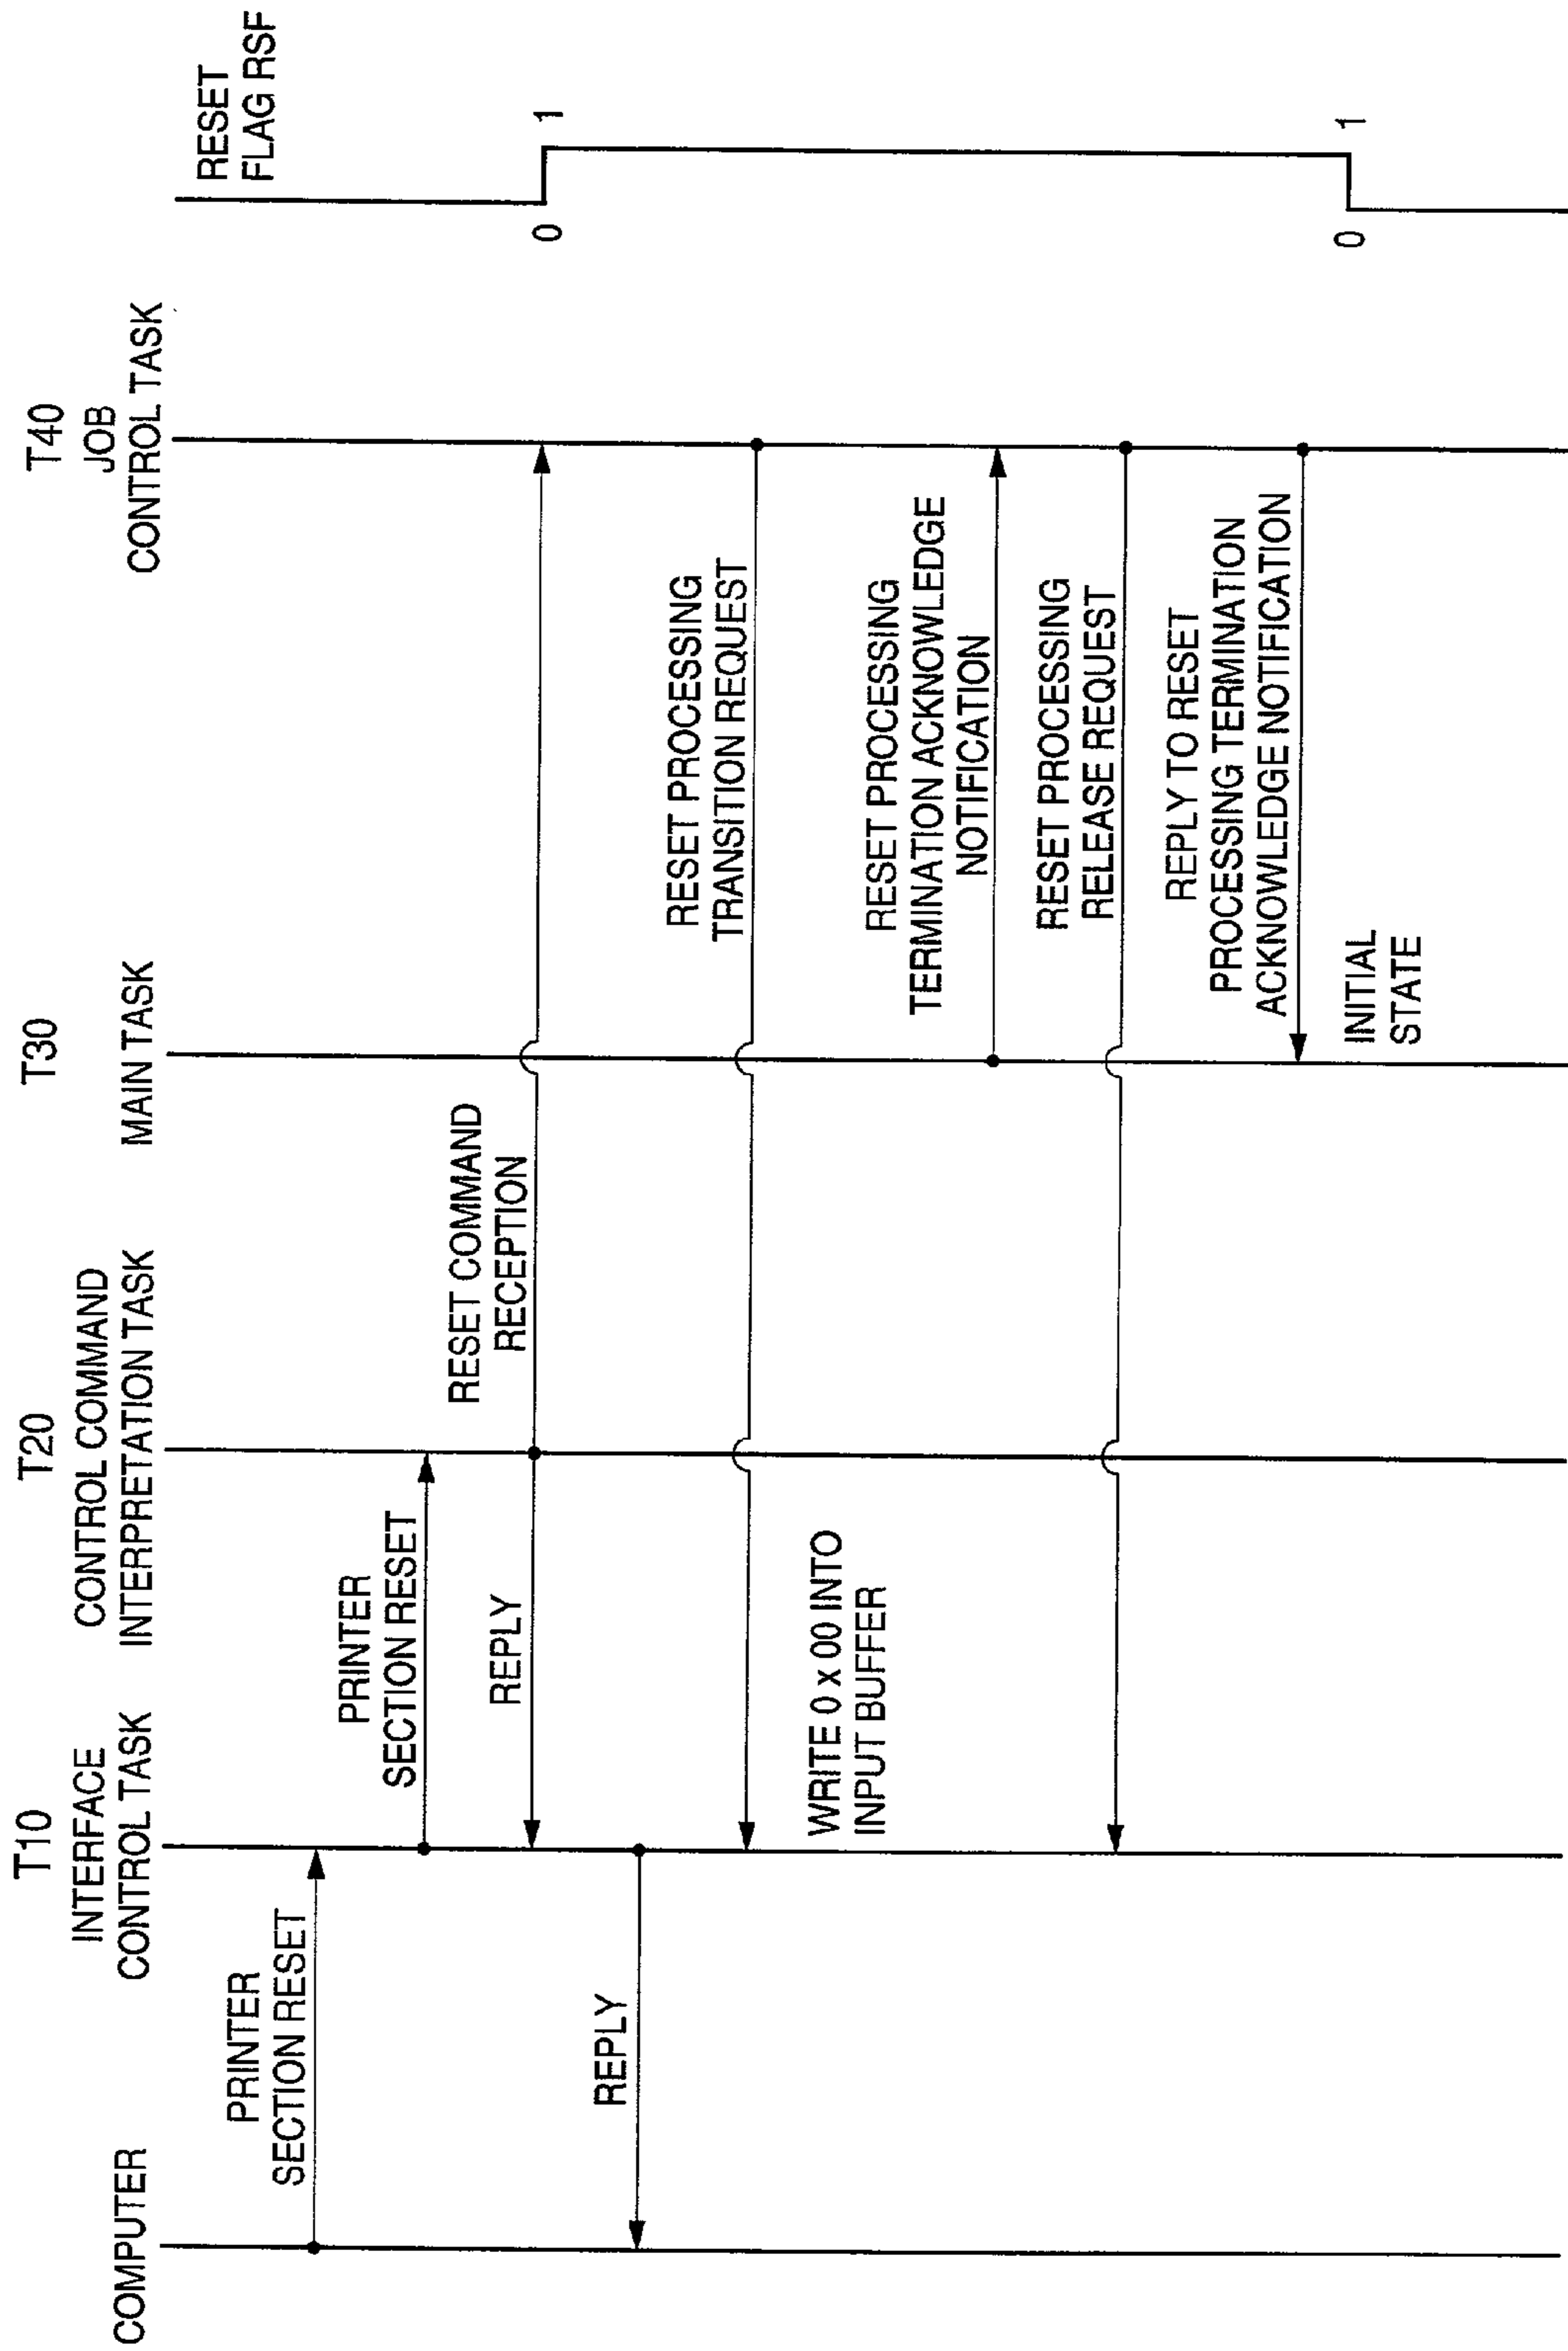 COMPUTER
T10
INTERFACE
CONTROL TASK
T20
CONTROL COMMAND
INTERPRETATION TASK
T30
MAIN TASK
T40
JOB
CONTROL TASK
RESET
FLAG RSF
PRINTER
SECTION RESET
PRINTER
SECTION RESET
REPLY
RESET COMMAND
RECEPTION
0
1
REPLY
RESET PROCESSING
TRANSITION REQUEST
WRITE 0 x 00 INTO
INPUT BUFFER
RESET PROCESSING
TERMINATION ACKNOWLEDGE
NOTIFICATION
RESET PROCESSING
RELEASE REQUEST
REPLY TO RESET
PROCESSING TERMINATION
ACKNOWLEDGE NOTIFICATION
INITIAL
STATE
0
1